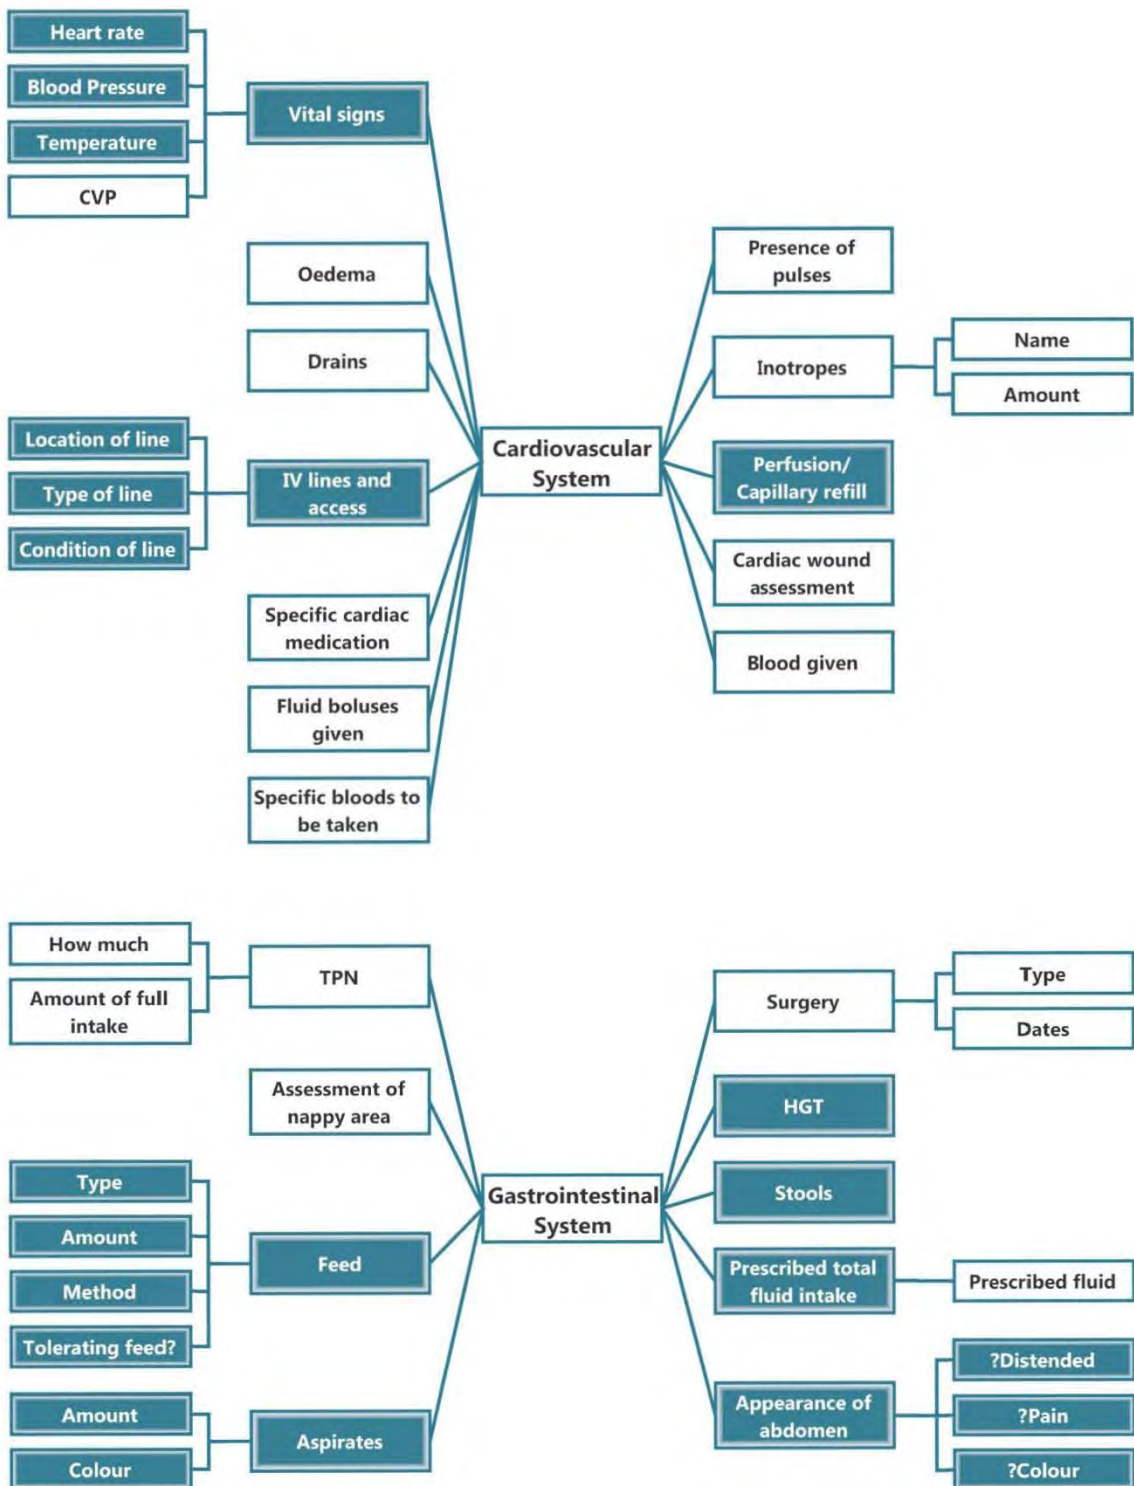 Heart rate
Blood Pressure
Temperature
CVP
Vital signs
Oedema
Drains
Location of line
Type of line
Condition of line
IV lines and
access
Specific cardiac
medication
Fluid boluses
given
Specific bloods to
be taken
Cardiovascular
System
Presence of
pulses
Inotropes
Name
Amount
Perfusion/
Capillary refill
Cardiac wound
assessment
Blood given
How much
Amount of full
intake
TPN
Assessment of
nappy area
Type
Amount
Method
Tolerating feed?
Feed
Amount
Colour
Aspirates
Gastrointestinal
System
Surgery
Type
Dates
HGT
Stools
Prescribed total
fluid intake
Prescribed fluid
Appearance of
abdomen
?Distended
?Pain
?Colour